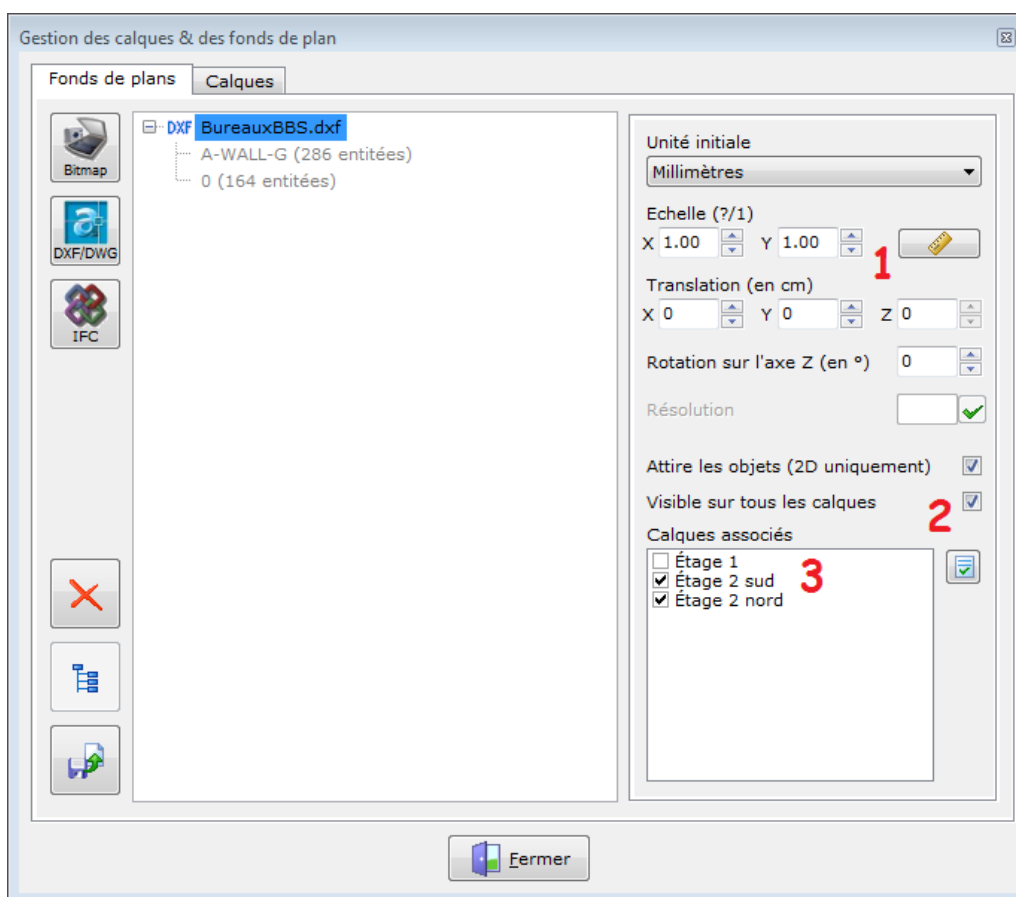 Gestion des calques & des fonds de plan
Fonds de plans
Calques
Bitmap
DXF/DWG
IFC
DXF BureauxBBS.dxf
A-WALL-G (286 entitées)
0 (164 entitées)
Unité initiale
Millimètres
Echelle (?/1)
X 1.00 Y 1.00
1
Translation (en cm)
X 0 Y 0 Z 0
Rotation sur l'axe Z (en °) 0
Résolution
Attire les objets (2D uniquement)
Visible sur tous les calques
2
Calques associés
Étage 1
Étage 2 sud
3
Étage 2 nord
Fermer